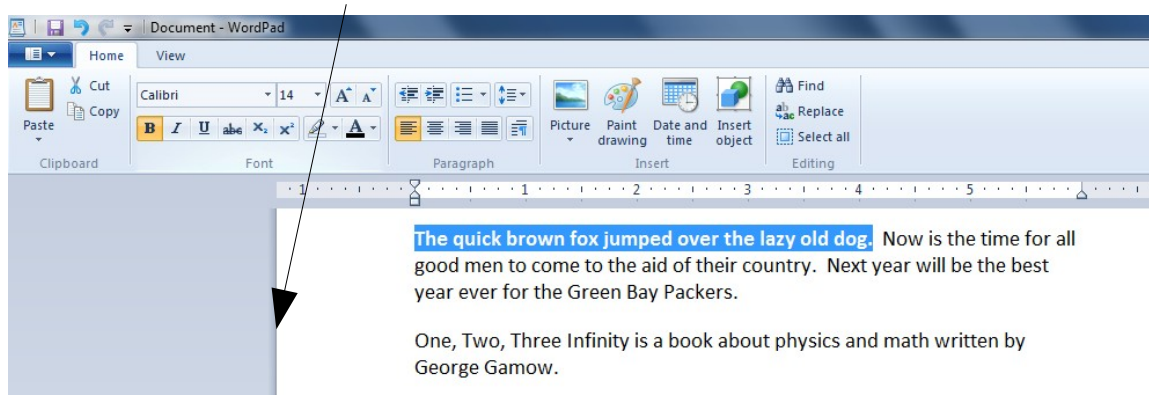 Document - WordPad
Home View
Cut
Copy
Paste
Clipboard
Calibri 14 A A
B I U abc X₂ X² A
Font
Paragraph
Picture
Paint drawing
Date and time
Insert object
Insert
Find
Replace
Select all
Editing
1 1 2 3 4 5
The quick brown fox jumped over the lazy old dog.  Now is the time for all
good men to come to the aid of their country.  Next year will be the best
year ever for the Green Bay Packers.
One, Two, Three Infinity is a book about physics and math written by
George Gamow.